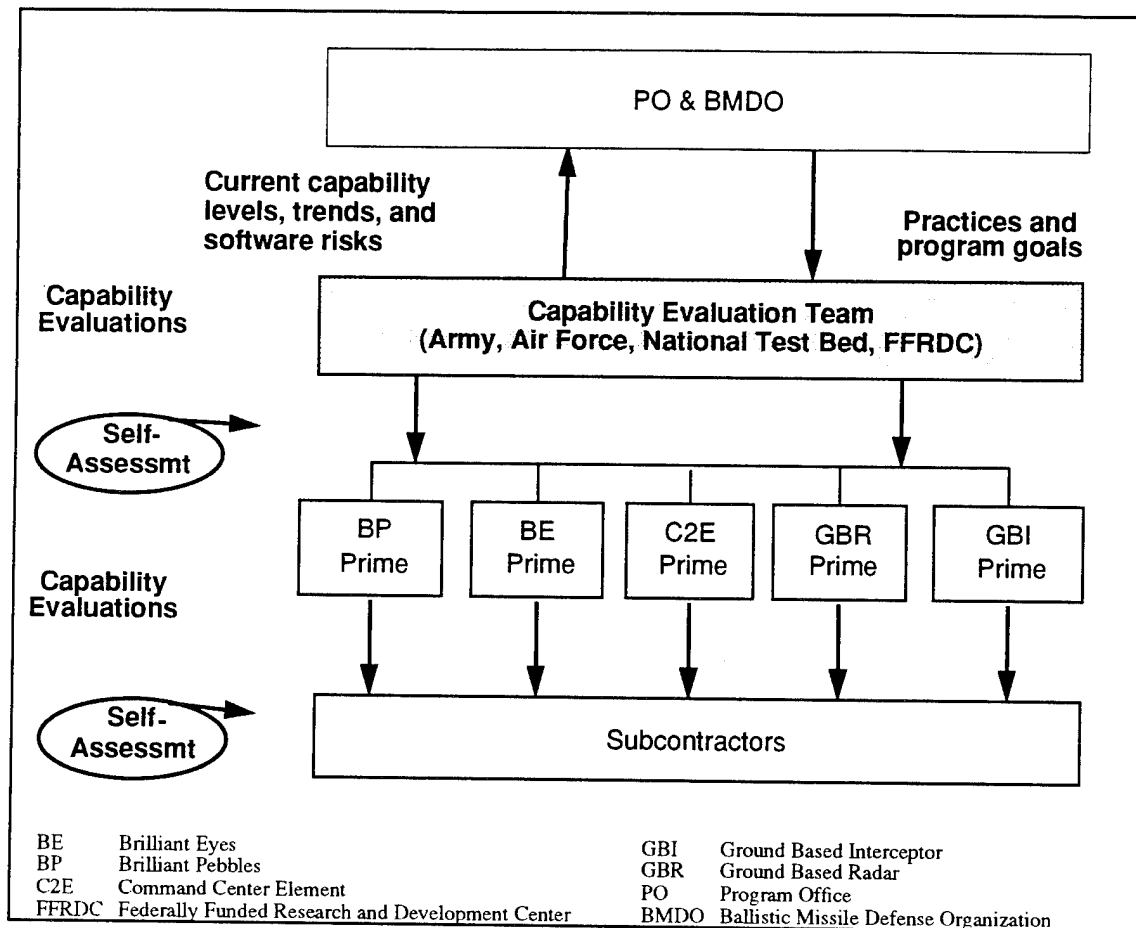 PO & BMDO
Current capability
levels, trends, and
software risks
Practices and
program goals
Capability
Evaluations
Capability Evaluation Team
(Army, Air Force, National Test Bed, FFRDC)
Self-
Assessmt
BP
Prime
BE
Prime
C2E
Prime
GBR
Prime
GBI
Prime
Capability
Evaluations
Self-
Assessmt
Subcontractors
BE Brilliant Eyes
BP Brilliant Pebbles
C2E Command Center Element
FFRDC Federally Funded Research and Development Center
GBI Ground Based Interceptor
GBR Ground Based Radar
PO Program Office
BMDO Ballistic Missile Defense Organization